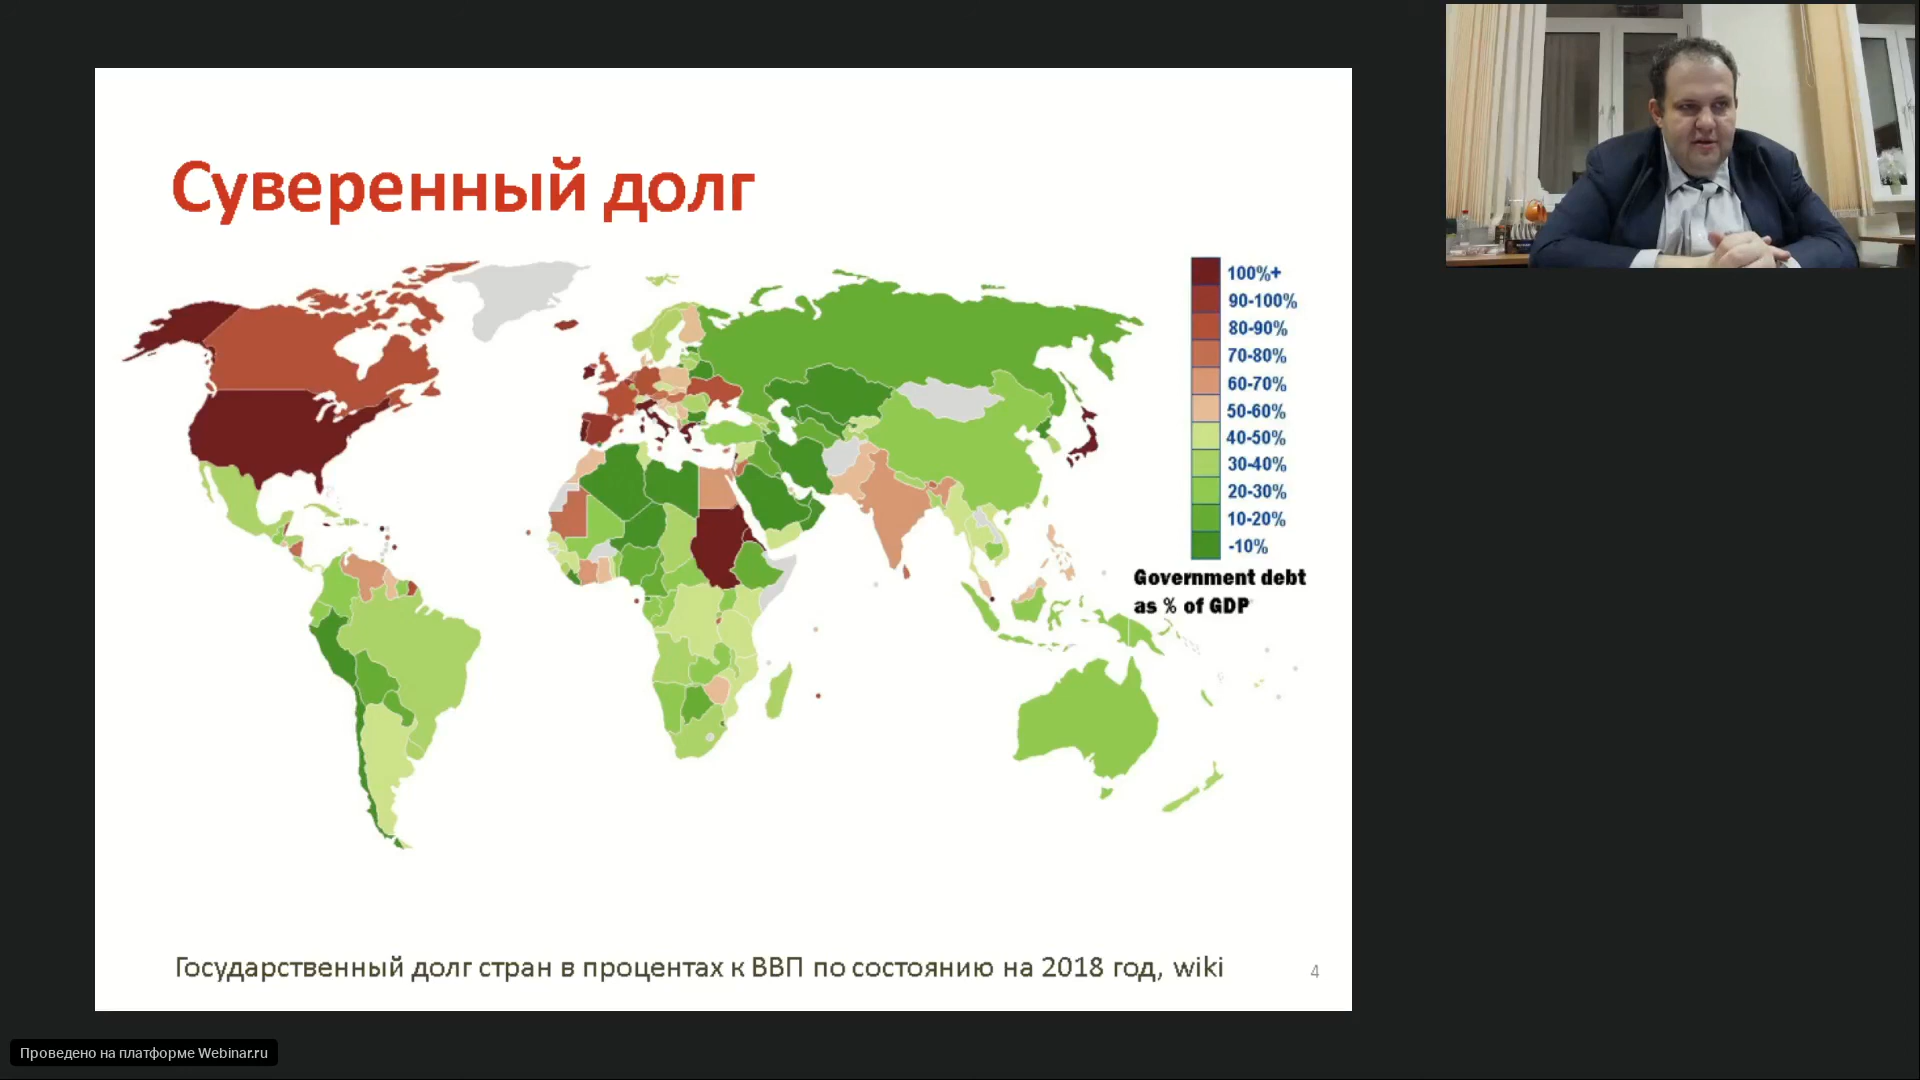 Суверенный долг
100%+
90-100%
80-90%
70-80%
60-70%
50-60%
40-50%
30-40%
20-30%
10-20%
-10%
Government debt
as % of GDP
Государственный долг стран в процентах к ВВП по состоянию на 2018 год, wiki
4
Проведено на платформе Webinar.ru